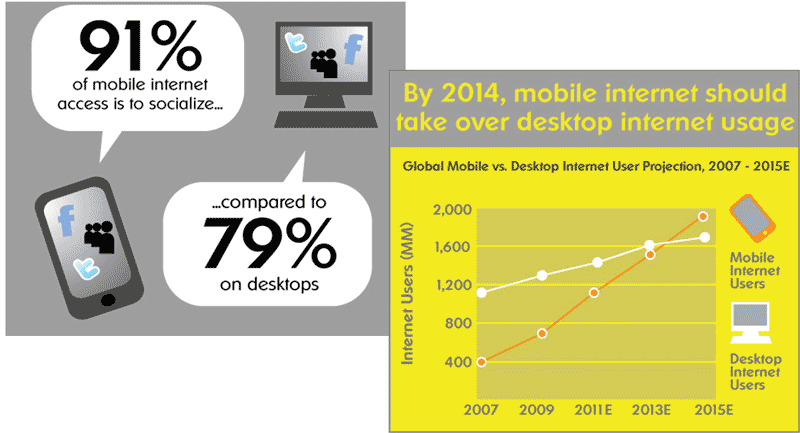 91%
of mobile internet
access is to socialize...
...compared to
79%
on desktops
By 2014, mobile internet should
take over desktop internet usage
Global Mobile vs. Desktop Internet User Projection, 2007 - 2015E
Internet Users (MM)
2,000
1,600
1,200
800
400
2007
2009
2011E
2013E
2015E
Mobile
Internet
Users
Desktop
Internet
Users